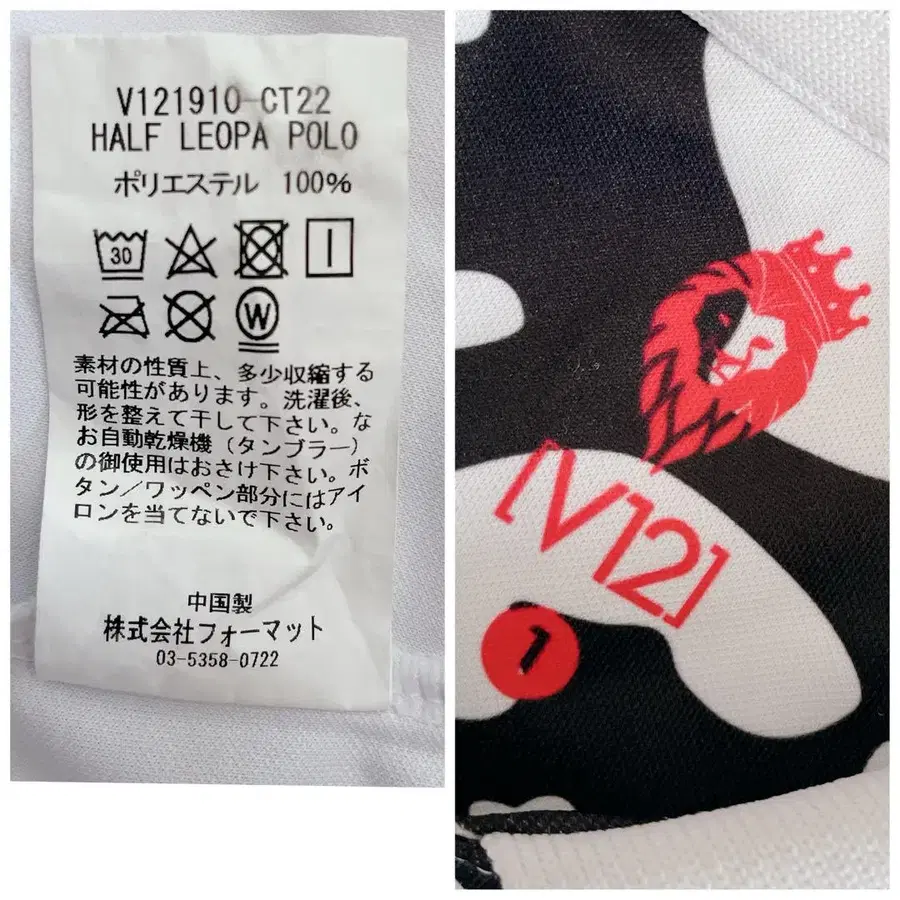 V121910-CT22
HALF LEOPA POLO
ポリエステル 100%
30
W
素材の性質上、多少収縮する
可能性があります。洗濯後、
形を整えて干して下さい。な
お自動乾燥機（タンブラー）
の御使用はおさけ下さい。ボ
タン／ワッペン部分にはアイ
ロンを当てないで下さい。
中国製
株式会社フォーマット
03-5358-0722
[V12]
1